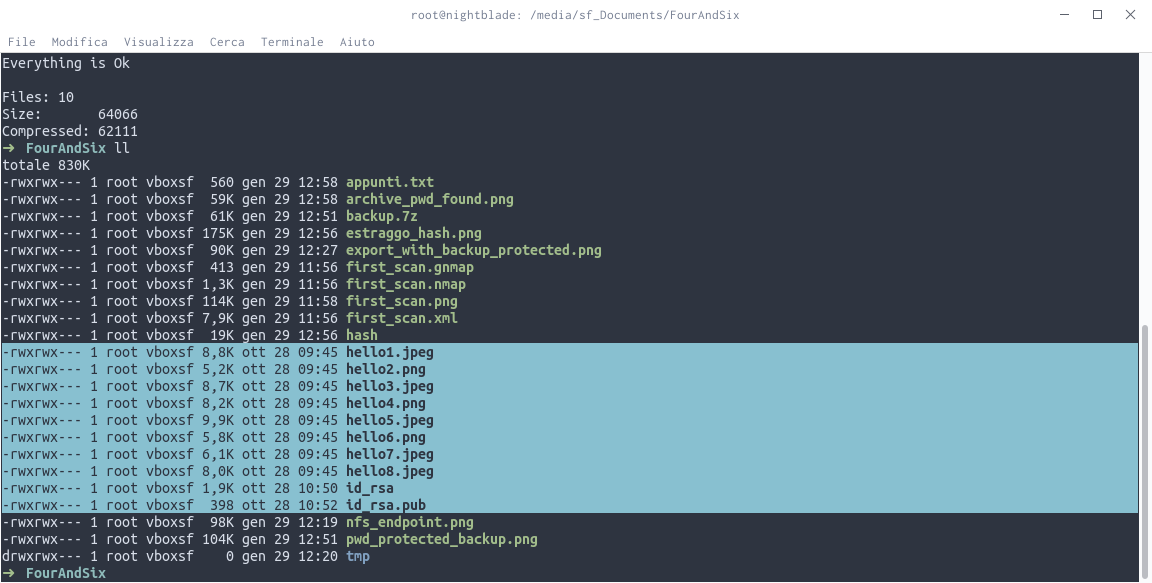 root@nightblade: /media/sf_Documents/FourAndSix
File Modifica Visualizza Cerca Terminale Aiuto
Everything is Ok
Files: 10
Size: 64066
Compressed: 62111
→ FourAndSix ll
totale 830K
-rwxrwx--- 1 root vboxsf 560 gen 29 12:58 appunti.txt
-rwxrwx--- 1 root vboxsf 59K gen 29 12:58 archive_pwd_found.png
-rwxrwx--- 1 root vboxsf 61K gen 29 12:51 backup.7z
-rwxrwx--- 1 root vboxsf 175K gen 29 12:56 estraggo_hash.png
-rwxrwx--- 1 root vboxsf 90K gen 29 12:27 export_with_backup_protected.png
-rwxrwx--- 1 root vboxsf 413 gen 29 11:56 first_scan.gnmap
-rwxrwx--- 1 root vboxsf 1,3K gen 29 11:56 first_scan.nmap
-rwxrwx--- 1 root vboxsf 114K gen 29 11:58 first_scan.png
-rwxrwx--- 1 root vboxsf 7,9K gen 29 11:56 first_scan.xml
-rwxrwx--- 1 root vboxsf 19K gen 29 12:56 hash
-rwxrwx--- 1 root vboxsf 8,8K ott 28 09:45 hello1.jpeg
-rwxrwx--- 1 root vboxsf 5,2K ott 28 09:45 hello2.png
-rwxrwx--- 1 root vboxsf 8,7K ott 28 09:45 hello3.jpeg
-rwxrwx--- 1 root vboxsf 8,2K ott 28 09:45 hello4.png
-rwxrwx--- 1 root vboxsf 9,9K ott 28 09:45 hello5.jpeg
-rwxrwx--- 1 root vboxsf 5,8K ott 28 09:45 hello6.png
-rwxrwx--- 1 root vboxsf 6,1K ott 28 09:45 hello7.jpeg
-rwxrwx--- 1 root vboxsf 8,0K ott 28 09:45 hello8.jpeg
-rwxrwx--- 1 root vboxsf 1,9K ott 28 10:50 id_rsa
-rwxrwx--- 1 root vboxsf 398 ott 28 10:52 id_rsa.pub
-rwxrwx--- 1 root vboxsf 98K gen 29 12:19 nfs_endpoint.png
-rwxrwx--- 1 root vboxsf 104K gen 29 12:51 pwd_protected_backup.png
drwxrwx--- 1 root vboxsf 0 gen 29 12:20 tmp
→ FourAndSix